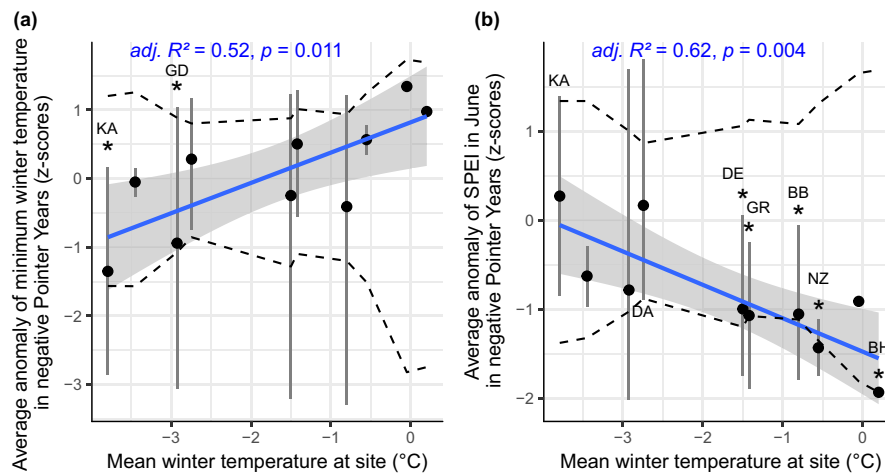 (a)
adj. R² = 0.52, p = 0.011
Average anomaly of minimum winter temperature
in negative Pointer Years (z-scores)
GD
*
KA
*
1
0
−1
−2
−3
−3
−2
−1
0
Mean winter temperature at site (°C)
(b)
adj. R² = 0.62, p = 0.004
Average anomaly of SPEI in June
in negative Pointer Years (z-scores)
KA
DE
*
GR
*
BB
*
NZ
*
DA
BH
*
1
0
−1
−2
−3
−2
−1
0
Mean winter temperature at site (°C)